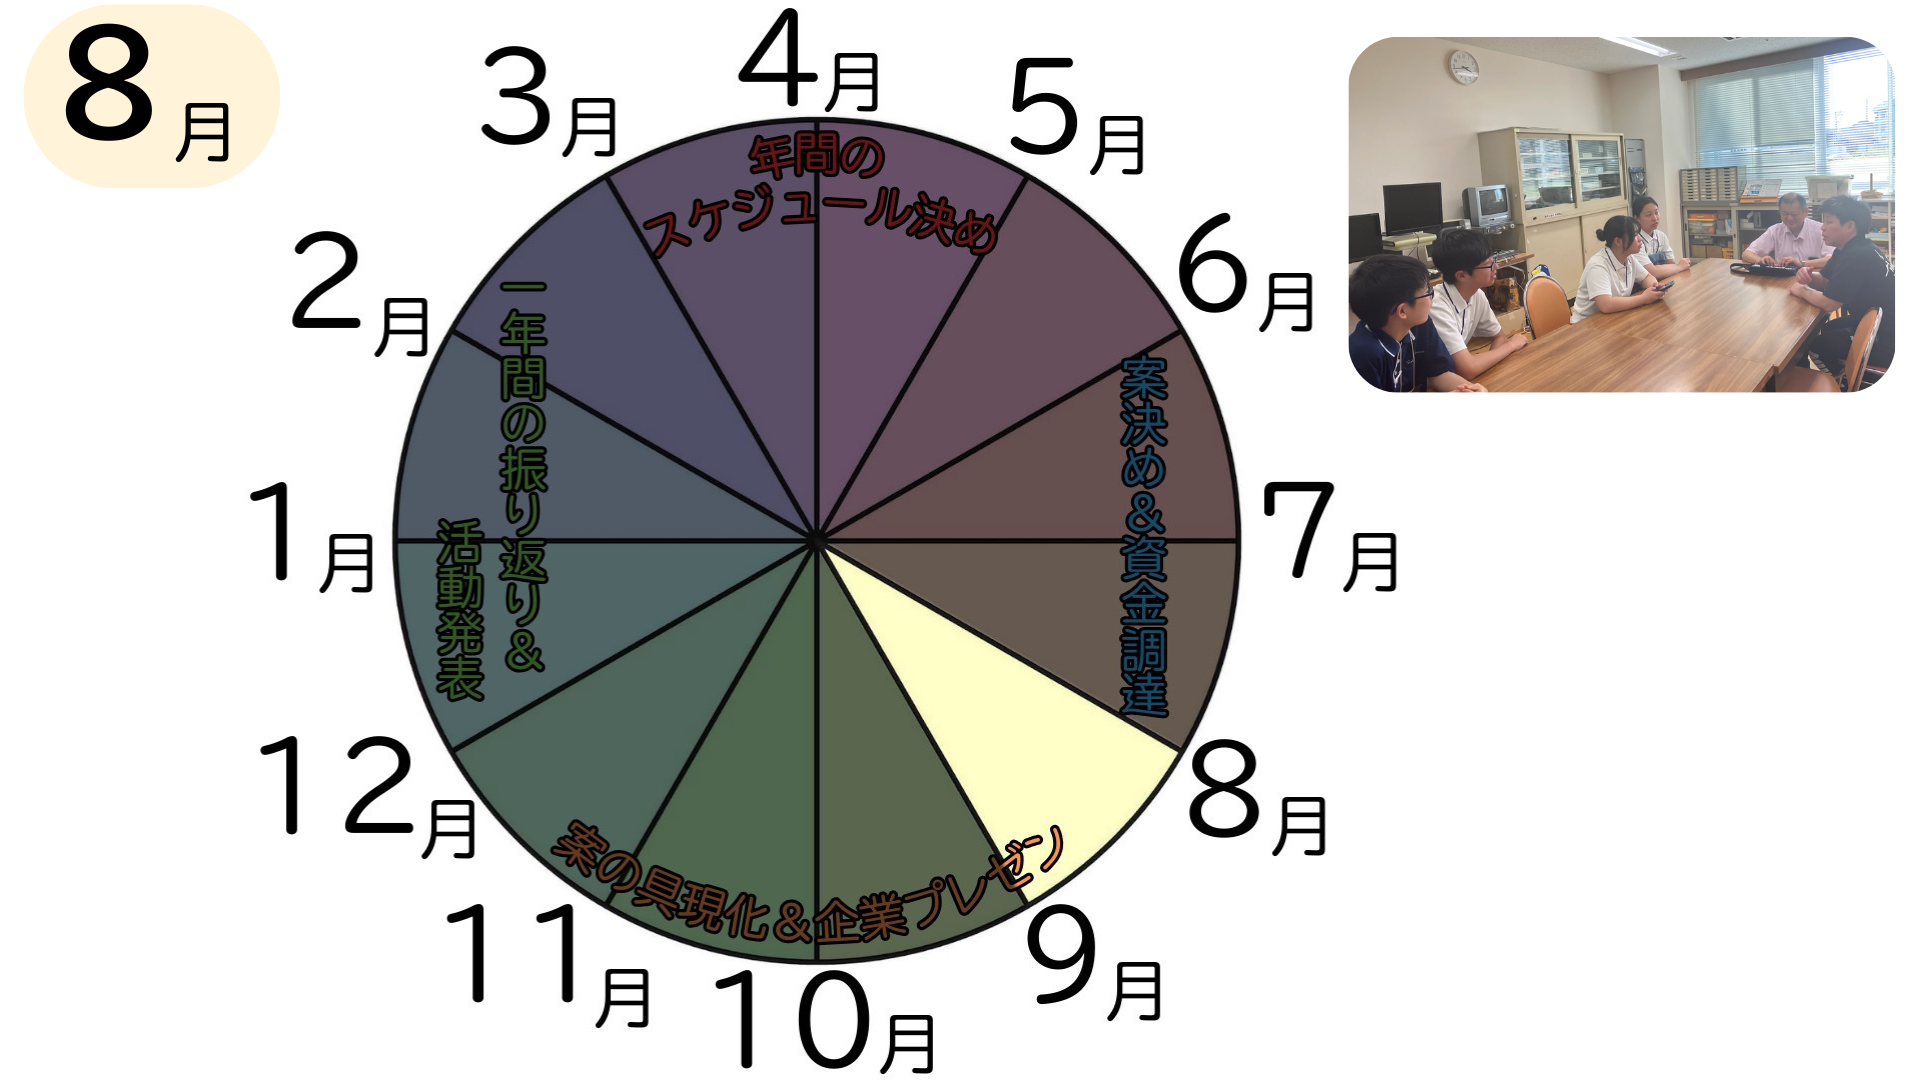 8月
4月
5月
6月
7月
8月
9月
10月
11月
12月
1月
2月
3月
年間の
スケジュール決め
案決め&資金調達
案の具現化&企業プレゼン
一年間の振り返り&
活動発表